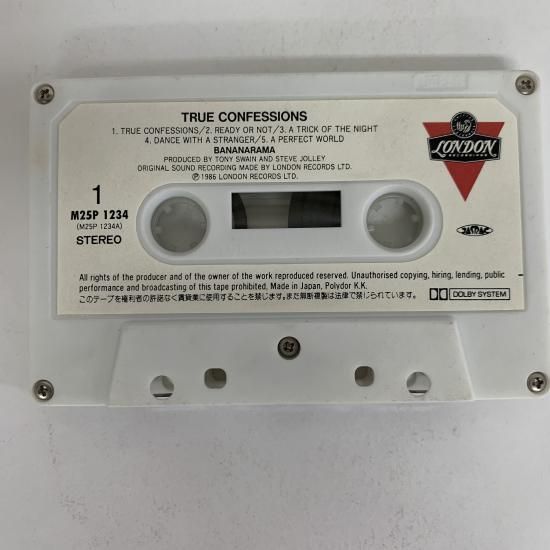 TRUE CONFESSIONS
1. TRUE CONFESSIONS/2. READY OR NOT/3. A TRICK OF THE NIGHT
4. DANCE WITH A STRANGER/5. A PERFECT WORLD
BANANARAMA
PRODUCED BY TONY SWAIN AND STEVE JOLLEY
ORIGINAL SOUND RECORDING MADE BY LONDON RECORDS LTD.
Ⓟ1986 LONDON RECORDS LTD.
LONDON
RECORDINGS
1
M25P 1234
(M25P 1234A)
STEREO
JASRAC
All rights of the producer and of the owner of the work reproduced reserved. Unauthorised copying, hiring, lending, public
performance and broadcasting of this tape prohibited. Made in Japan, Polydor K.K.
このテープを権利者の許諾なく賃貸業に使用することを禁じます。また無断複製は法律で禁じられています。
DOLBY SYSTEM